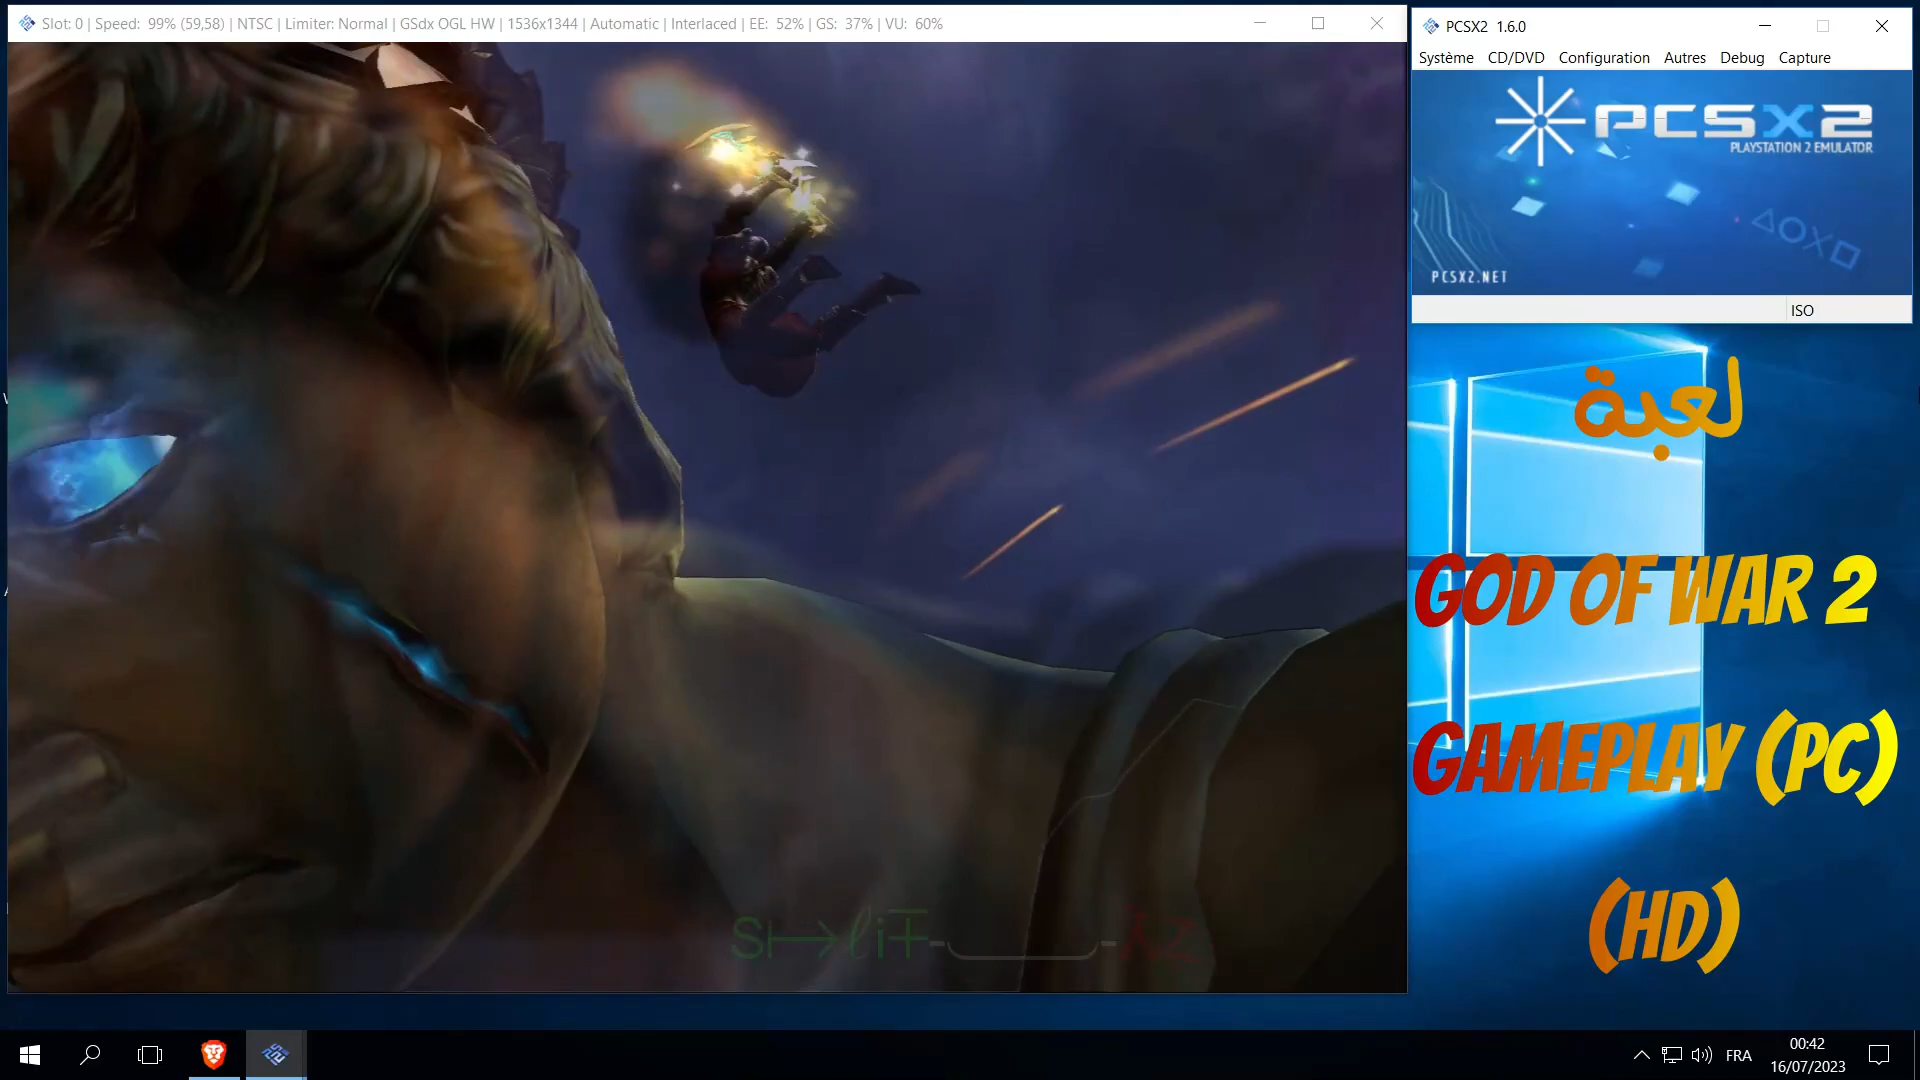 Slot: 0 | Speed: 99% (59,58) | NTSC | Limiter: Normal | GSdx OGL HW | 1536x1344 | Automatic | Interlaced | EE: 52% | GS: 37% | VU: 60%
PCSX2 1.6.0
Système CD/DVD Configuration Autres Debug Capture
PCSX2
PLAYSTATION 2 EMULATOR
PCSX2.NET
ISO
لعبة
GOD OF WAR 2
GAMEPLAY (PC)
(HD)
FRA
00:42
16/07/2023